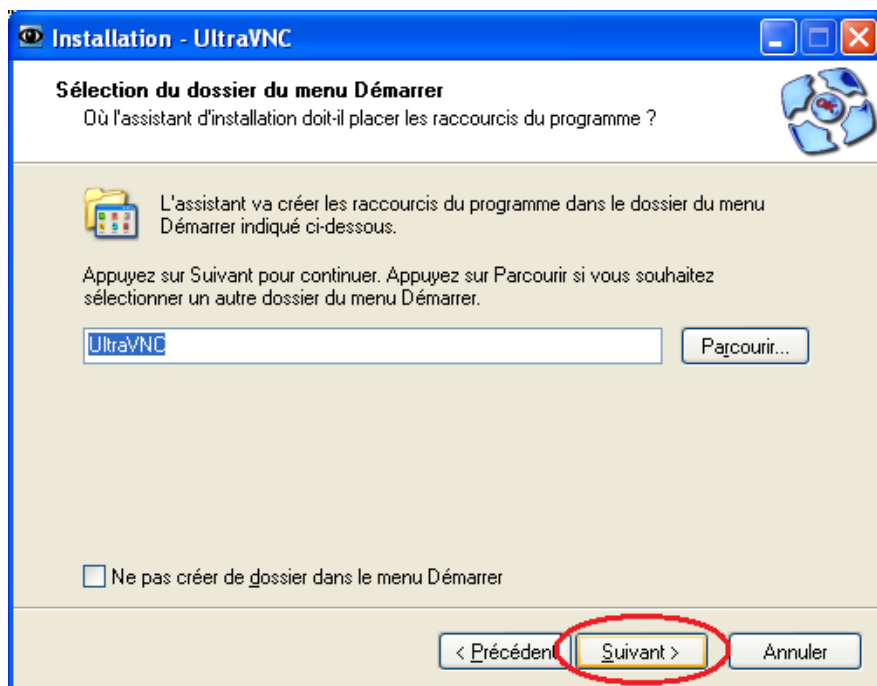 Installation - UltraVNC
Sélection du dossier du menu Démarrer
Où l'assistant d'installation doit-il placer les raccourcis du programme ?
L'assistant va créer les raccourcis du programme dans le dossier du menu
Démarrer indiqué ci-dessous.
Appuyez sur Suivant pour continuer. Appuyez sur Parcourir si vous souhaitez
sélectionner un autre dossier du menu Démarrer.
UltraVNC
Parcourir...
Ne pas créer de dossier dans le menu Démarrer
< Précédent
Suivant >
Annuler